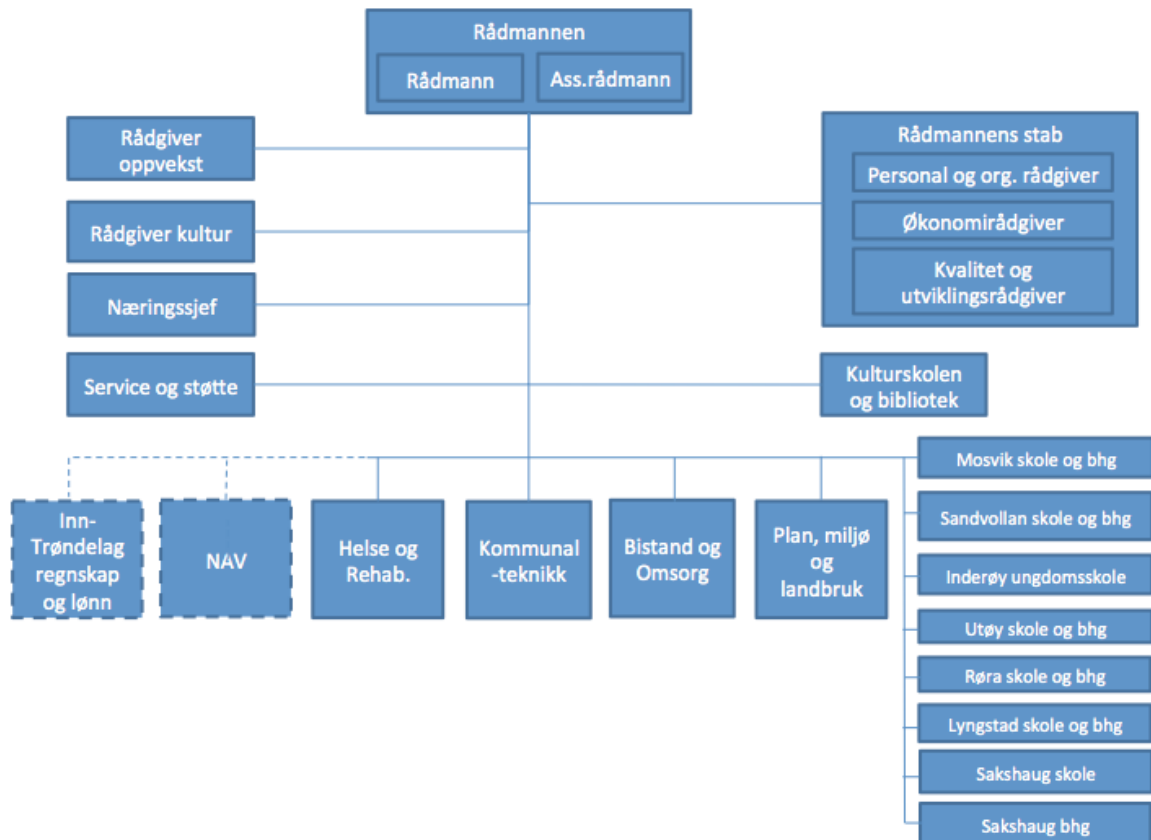 Rådmannen
Rådmann
Ass.rådmann
Rådgiver
oppvekst
Rådmannens stab
Personal og org. rådgiver
Økonomirådgiver
Kvalitet og
utviklingsrådgiver
Rådgiver kultur
Næringssjef
Service og støtte
Kulturskolen
og bibliotek
Inn-
Trøndelag
regnskap
og lønn
NAV
Helse og
Rehab.
Kommunal
-teknikk
Bistand og
Omsorg
Plan, miljø
og
landbruk
Mosvik skole og bhg
Sandvollan skole og bhg
Inderøy ungdomsskole
Utøy skole og bhg
Røra skole og bhg
Lyngstad skole og bhg
Sakshaug skole
Sakshaug bhg